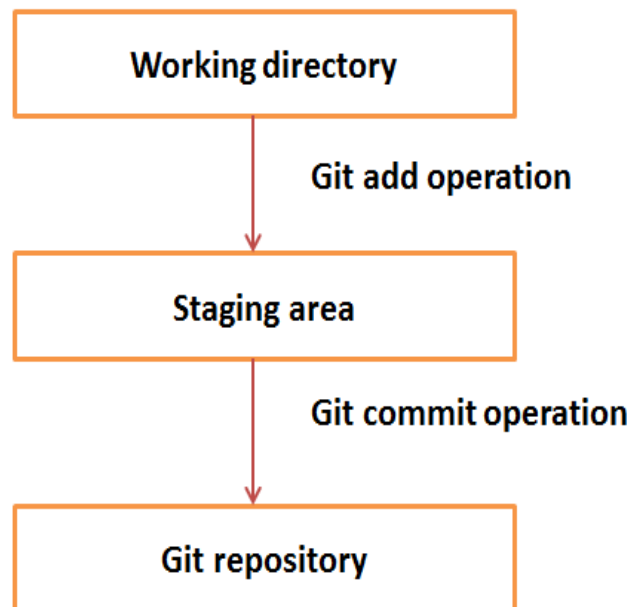 Working directory
Git add operation
Staging area
Git commit operation
Git repository